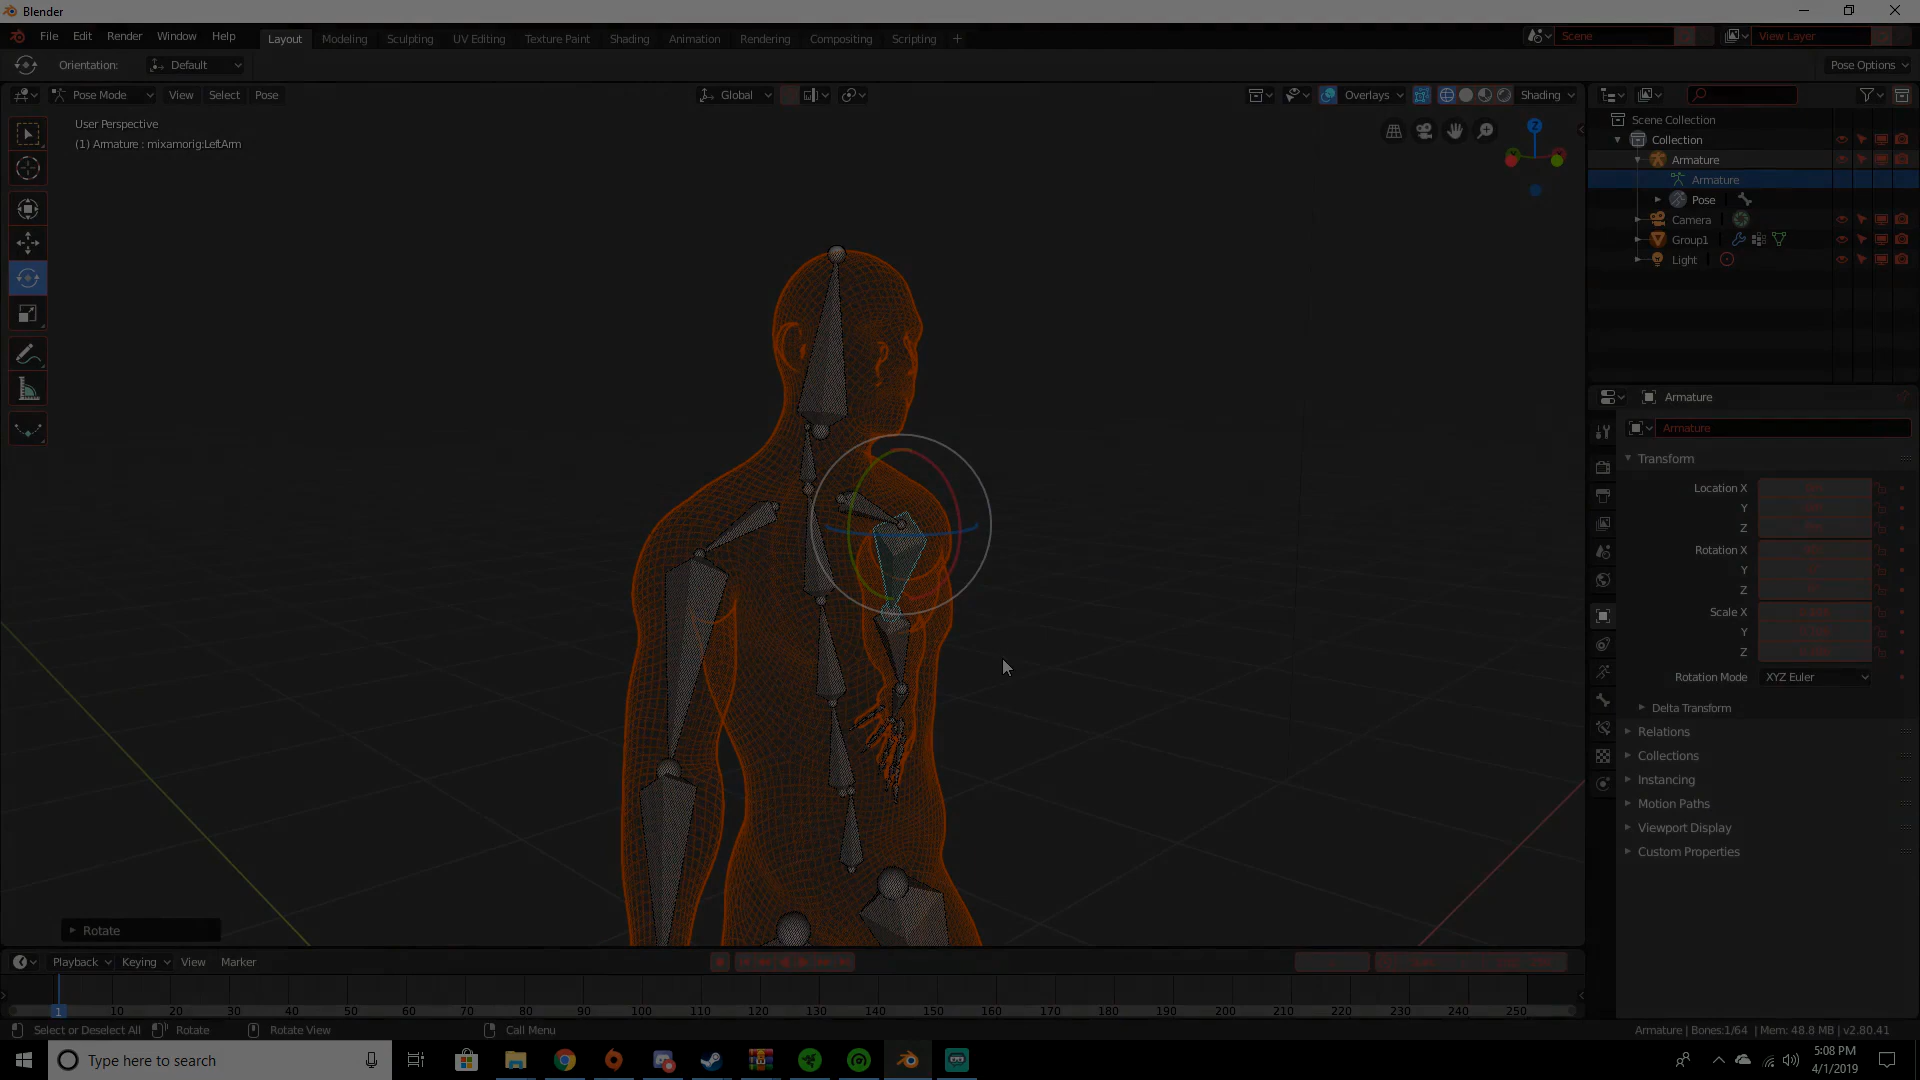 Blender
File Edit Render Window Help Layout Modeling Sculpting UV Editing Texture Paint Shading Animation Rendering Compositing Scripting + Scene View Layer
Orientation: Default Pose Options
Pose Mode View Select Pose Global Overlays Shading
User Perspective
(1) Armature : mixamorig:LeftArm
Z
Scene Collection
Collection
Armature
Armature
Pose
Camera
Group1
Light
Armature
Armature
Transform
Location X
Y
Z
Rotation X
Y
Z
Scale X
Y
Z
Rotation Mode XYZ Euler
Delta Transform
Relations
Collections
Instancing
Motion Paths
Viewport Display
Custom Properties
Rotate
Playback Keying View Marker
1 10 20 30 40 50 60 70 80 90 100 110 120 130 140 150 160 170 180 190 200 210 220 230 240 250
Select or Deselect All Rotate Rotate View Call Menu Armature | Bones:1/64 | Mem: 48.8 MB | v2.80.41
Type here to search
5:08 PM
4/1/2019